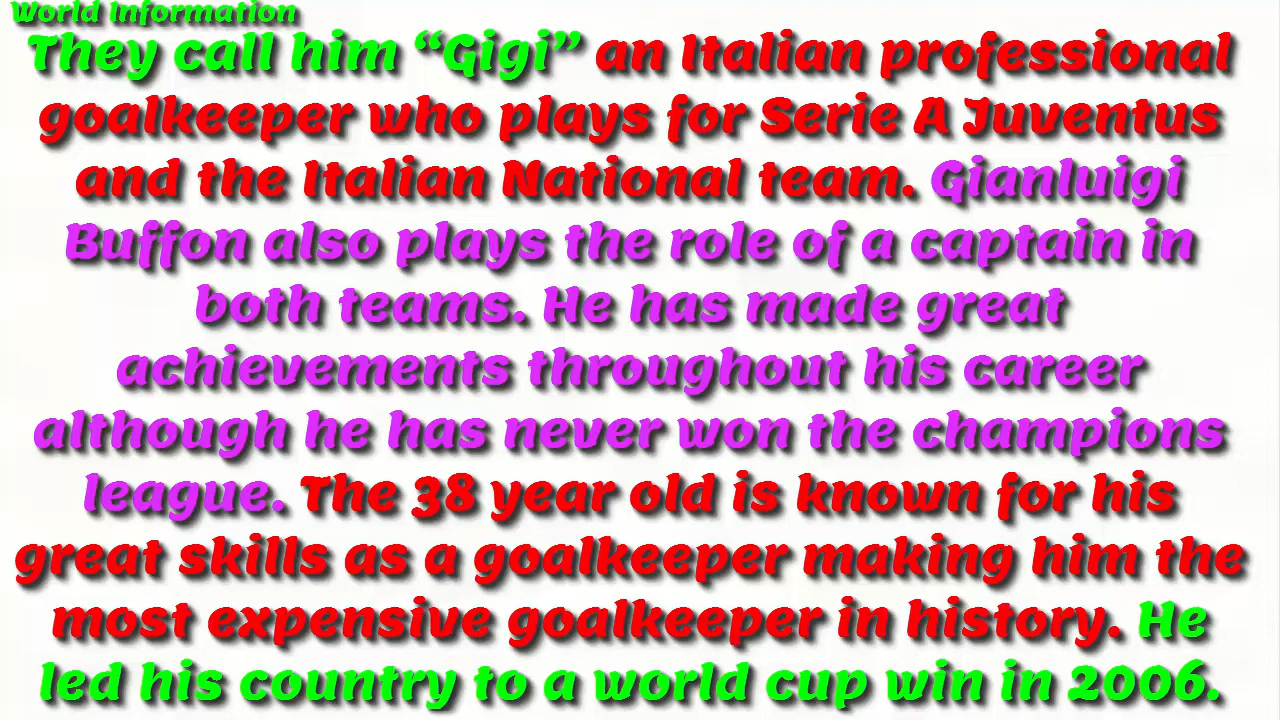 World Information
They call him “Gigi” an Italian professional
goalkeeper who plays for Serie A Juventus
and the Italian National team. Gianluigi
Buffon also plays the role of a captain in
both teams. He has made great
achievements throughout his career
although he has never won the champions
league. The 38 year old is known for his
great skills as a goalkeeper making him the
most expensive goalkeeper in history. He
led his country to a world cup win in 2006.